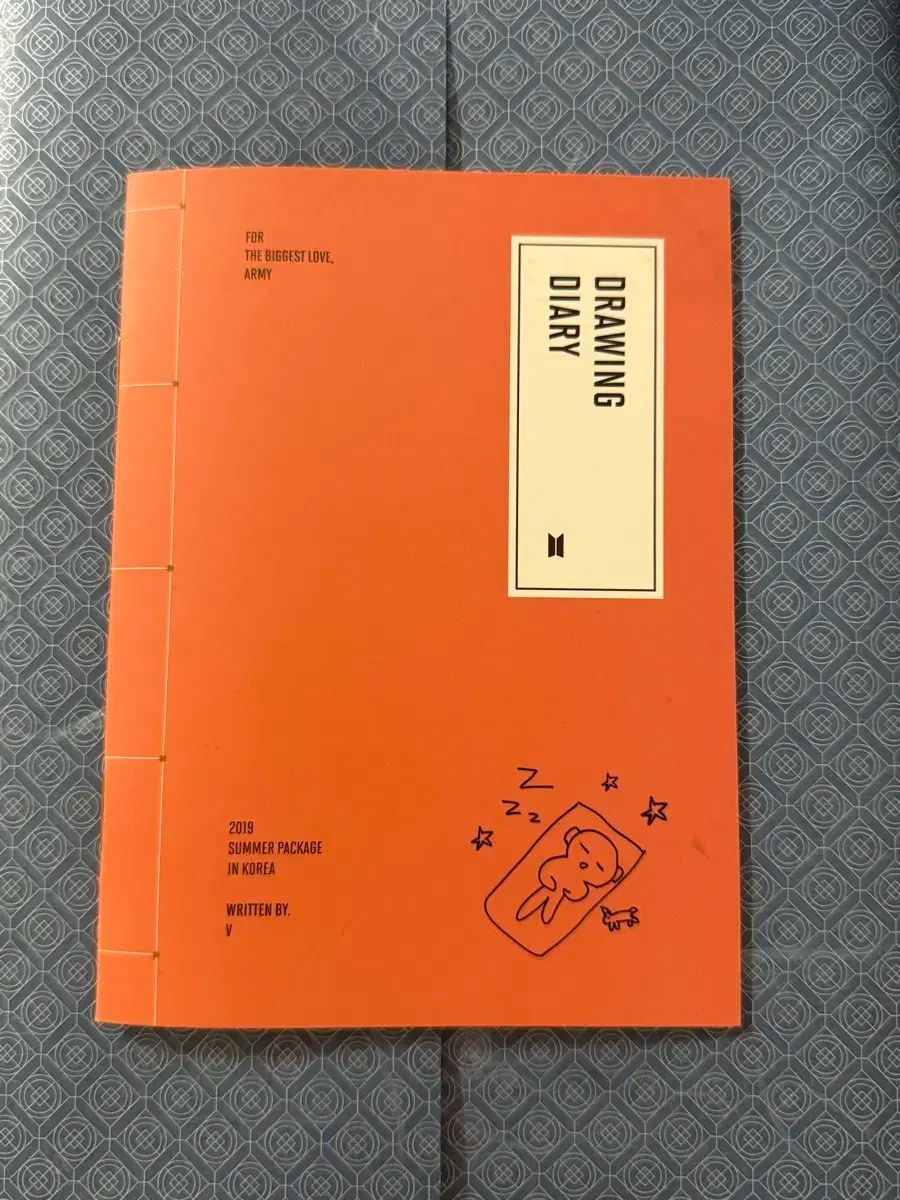 FOR
THE BIGGEST LOVE,
ARMY
DRAWING
DIARY
2019
SUMMER PACKAGE
IN KOREA
WRITTEN BY.
V
Z
Z z